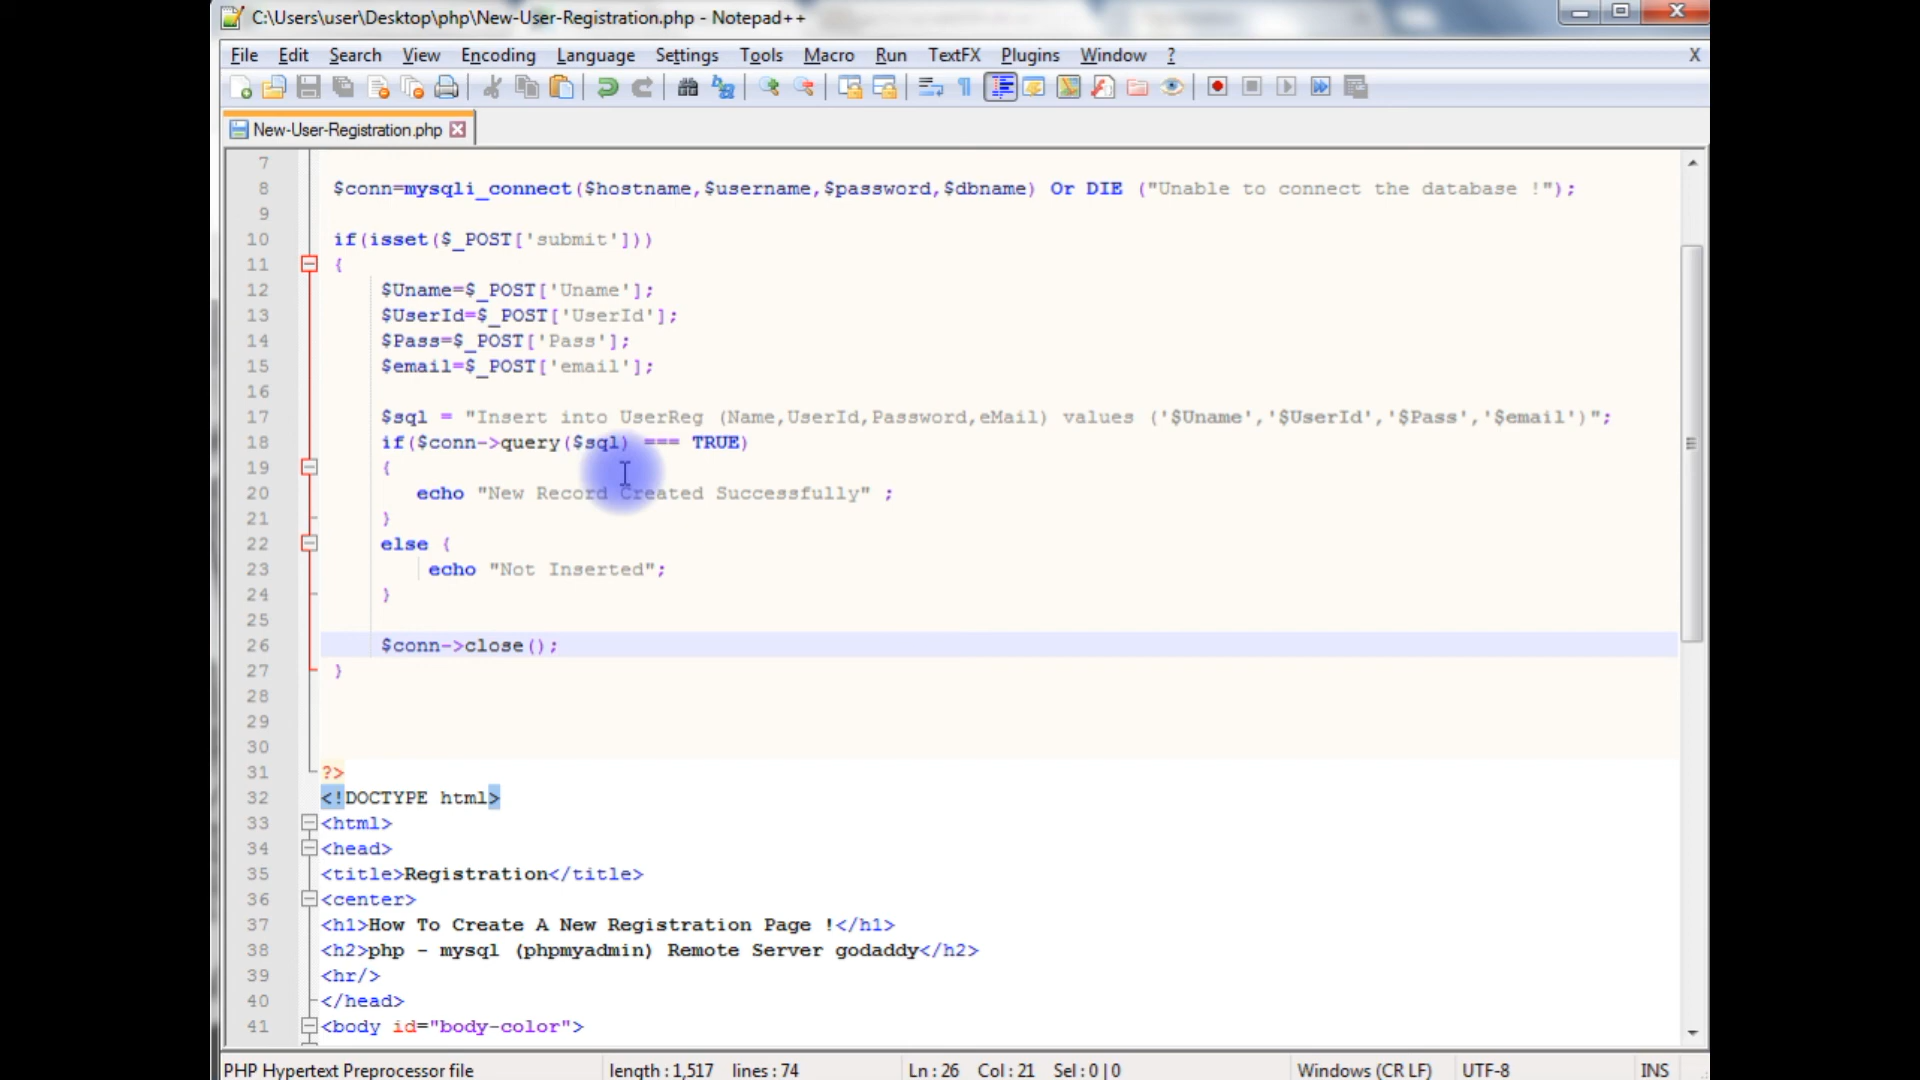 C:\Users\user\Desktop\php\New-User-Registration.php - Notepad++
File Edit Search View Encoding Language Settings Tools Macro Run TextFX Plugins Window ? X
New-User-Registration.php
7
8 $conn=mysqli_connect($hostname,$username,$password,$dbname) Or DIE ("Unable to connect the database !");
9
10 if(isset($_POST['submit']))
11 {
12 $Uname=$_POST['Uname'];
13 $UserId=$_POST['UserId'];
14 $Pass=$_POST['Pass'];
15 $email=$_POST['email'];
16
17 $sql = "Insert into UserReg (Name,UserId,Password,eMail) values ('$Uname','$UserId','$Pass','$email')";
18 if($conn->query($sql) === TRUE)
19 {
20 echo "New Record Created Successfully" ;
21 }
22 else {
23 echo "Not Inserted";
24 }
25
26 $conn->close();
27 }
28
29
30
31 ?>
32 <!DOCTYPE html>
33 <html>
34 <head>
35 <title>Registration</title>
36 <center>
37 <h1>How To Create A New Registration Page !</h1>
38 <h2>php - mysql (phpmyadmin) Remote Server godaddy</h2>
39 <hr/>
40 </head>
41 <body id="body-color">
PHP Hypertext Preprocessor file length : 1,517 lines : 74 Ln : 26 Col : 21 Sel : 0 | 0 Windows (CR LF) UTF-8 INS